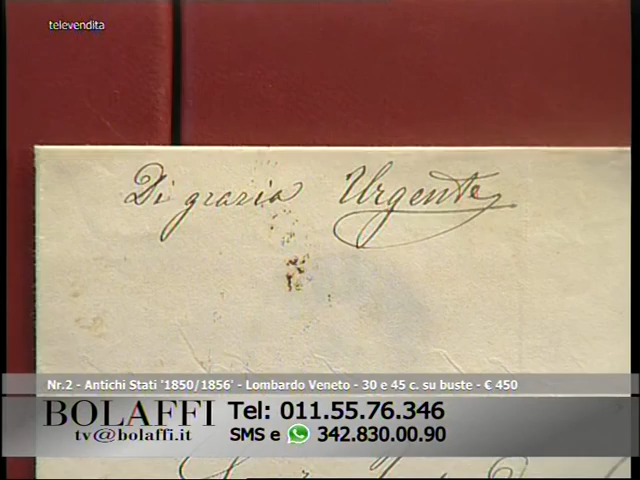 televendita
Di grazia Urgente
Nr.2 - Antichi Stati '1850/1856' - Lombardo Veneto - 30 e 45 c. su buste - € 450
BOLAFFI Tel: 011.55.76.346
tv@bolaffi.it SMS e 342.830.00.90